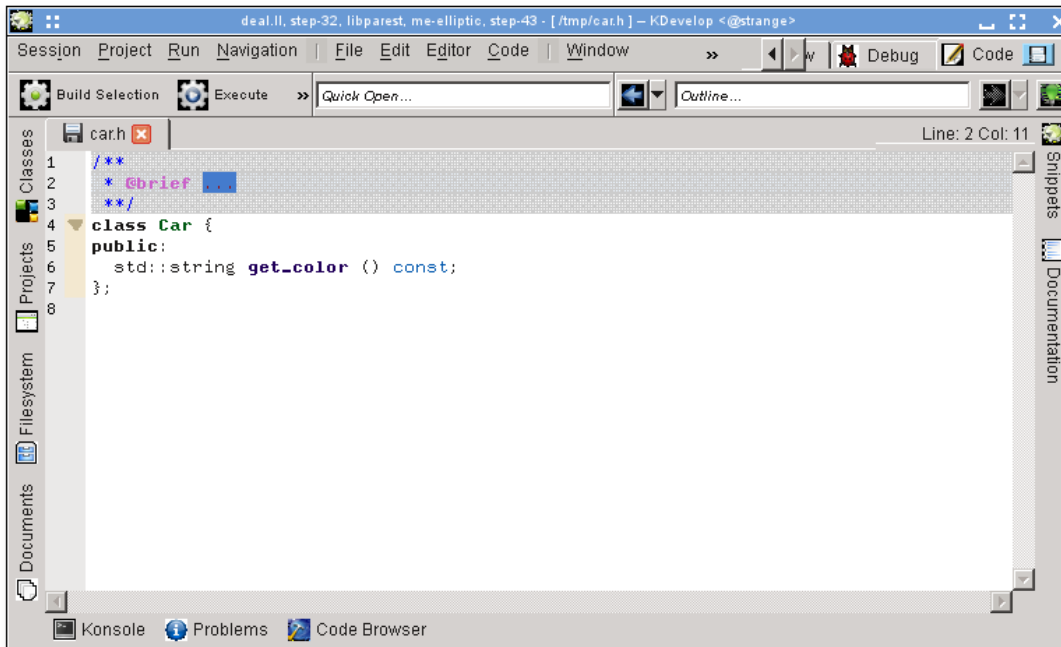 deal.II, step-32, libparest, me-elliptic, step-43 - [ /tmp/car.h ] – KDevelop <@strange>
Session Project Run Navigation | File Edit Editor Code | Window » Debug Code
Build Selection Execute » Quick Open... Outline...
car.h Line: 2 Col: 11
1 /**
2  * @brief ...
3  **/
4 class Car {
5 public:
6   std::string get_color () const;
7 };
8
Classes
Projects
Filesystem
Documents
Snippets
Documentation
Konsole Problems Code Browser